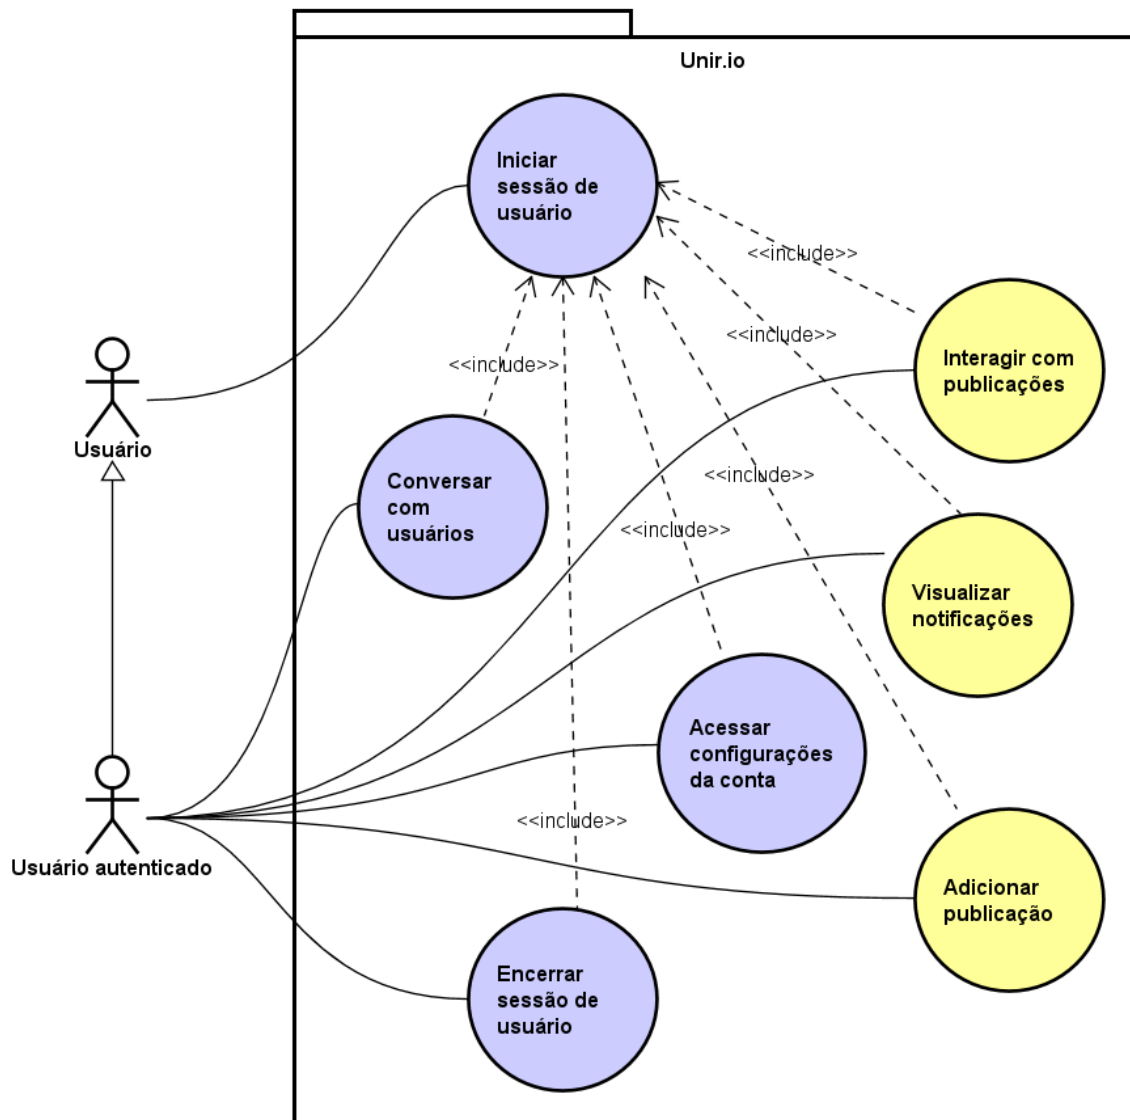 Unir.io
Iniciar
sessão de
usuário
<<include>>
<<include>>
Interagir com
publicações
<<include>>
Usuário
Conversar
com
usuários
<<include>>
<<include>>
Visualizar
notificações
Acessar
configurações
da conta
<<include>>
Usuário autenticado
Adicionar
publicação
Encerrar
sessão de
usuário